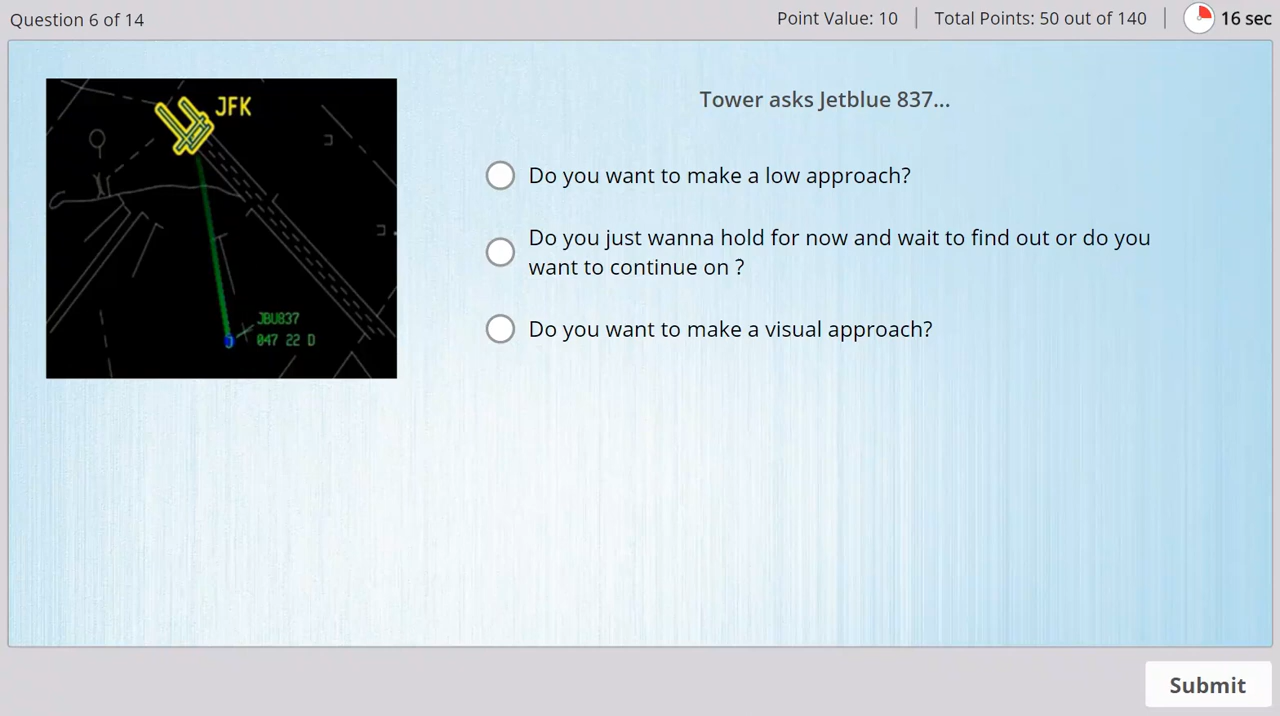 Question 6 of 14
Point Value: 10 | Total Points: 50 out of 140 | 16 sec
JFK
JBU837
047 22 D
Tower asks Jetblue 837...
Do you want to make a low approach?
Do you just wanna hold for now and wait to find out or do you
want to continue on ?
Do you want to make a visual approach?
Submit